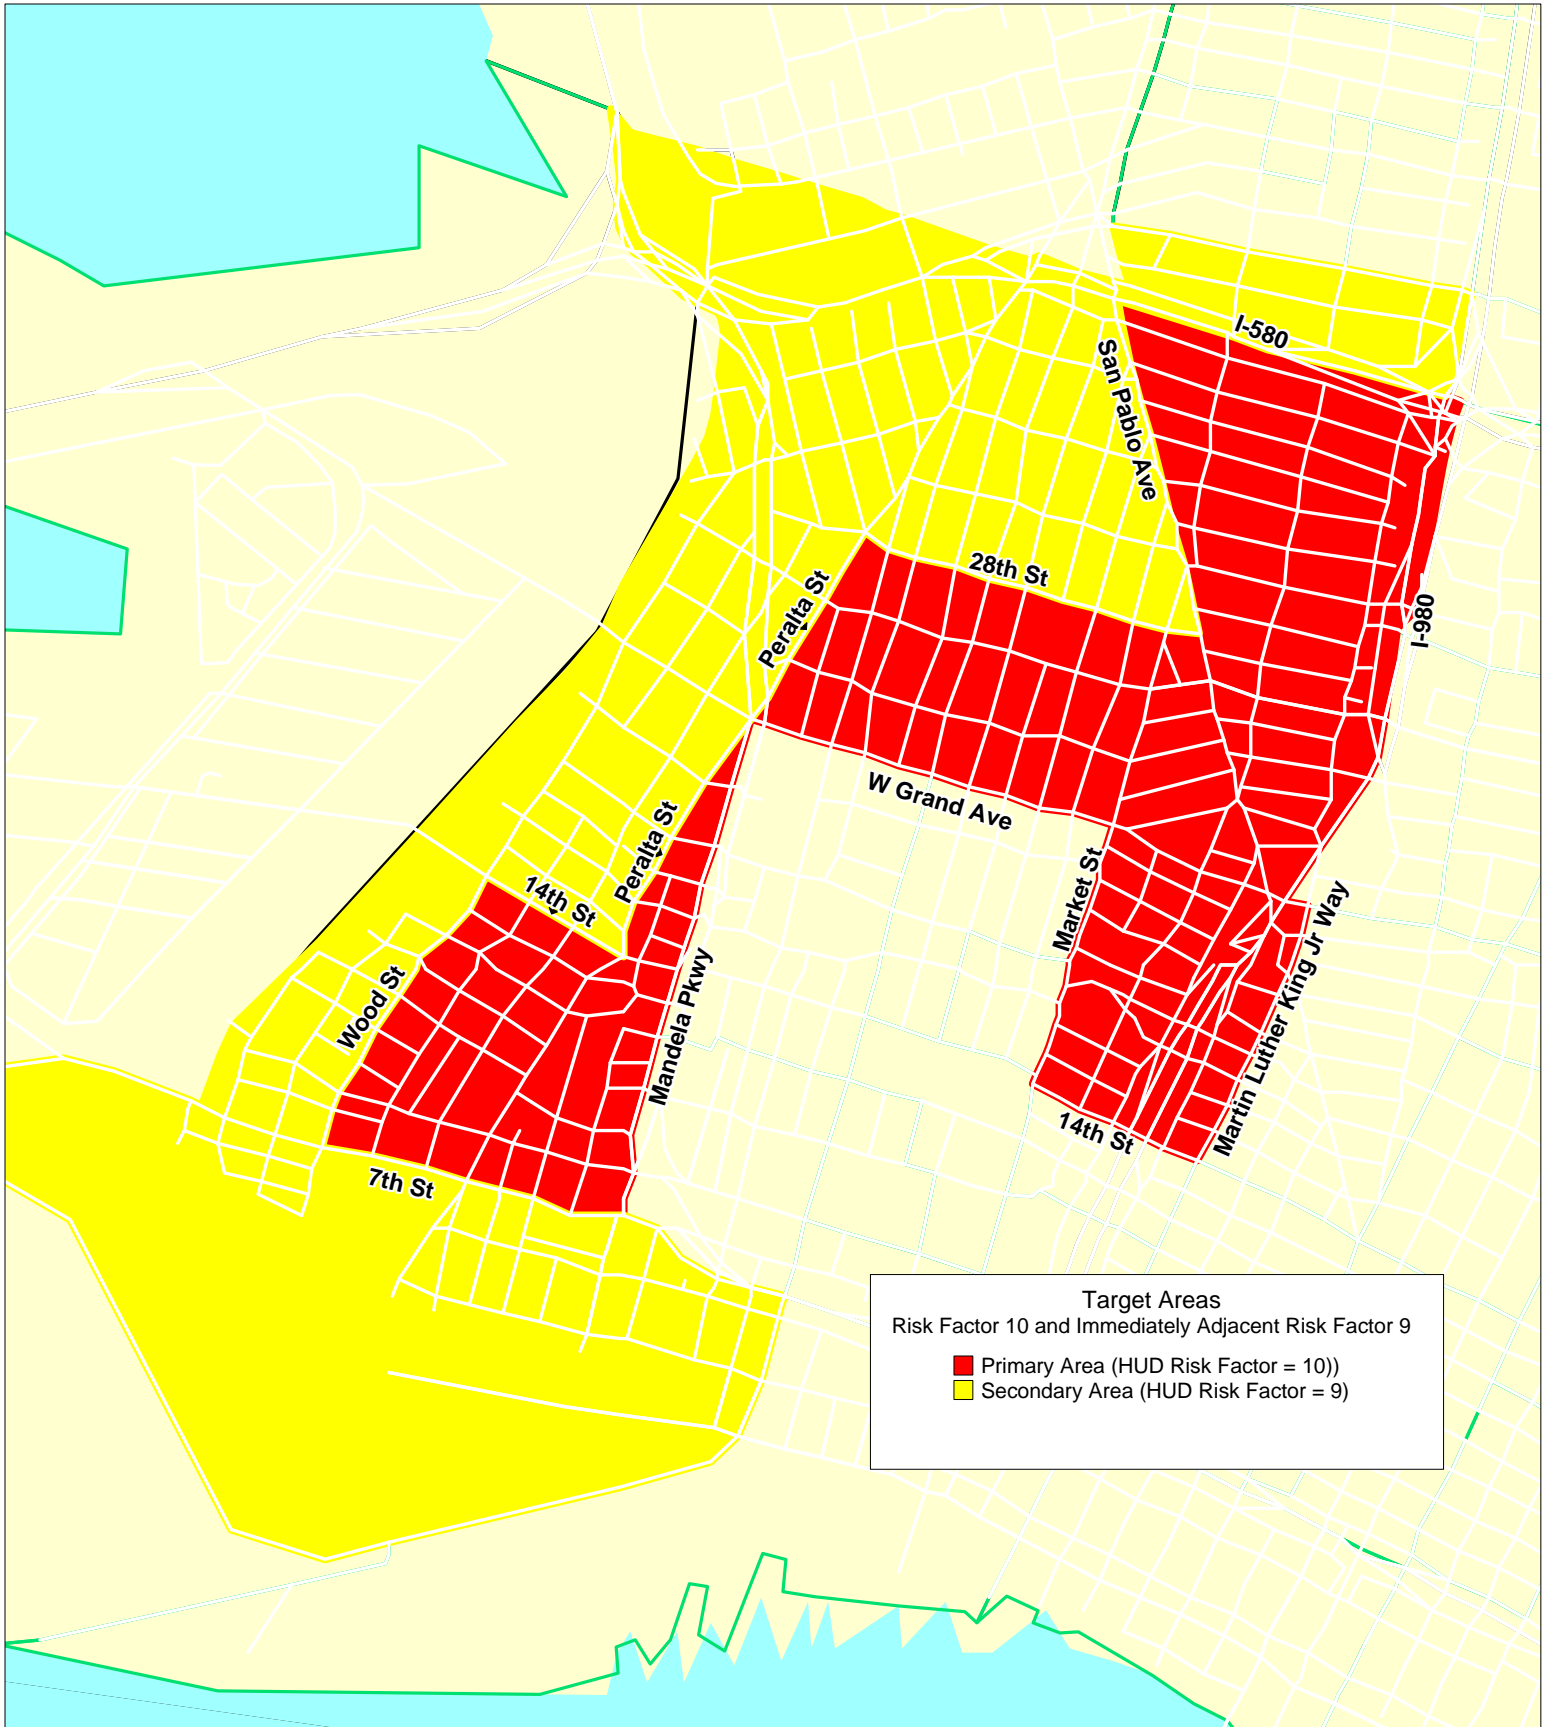 I-580
San Pablo Ave
28th St
Peralta St
I-980
W Grand Ave
Peralta St
Market St
14th St
Martin Luther King Jr Way
Wood St
Mandela Pkwy
14th St
7th St
Target Areas
Risk Factor 10 and Immediately Adjacent Risk Factor 9
Primary Area (HUD Risk Factor = 10))
Secondary Area (HUD Risk Factor = 9)